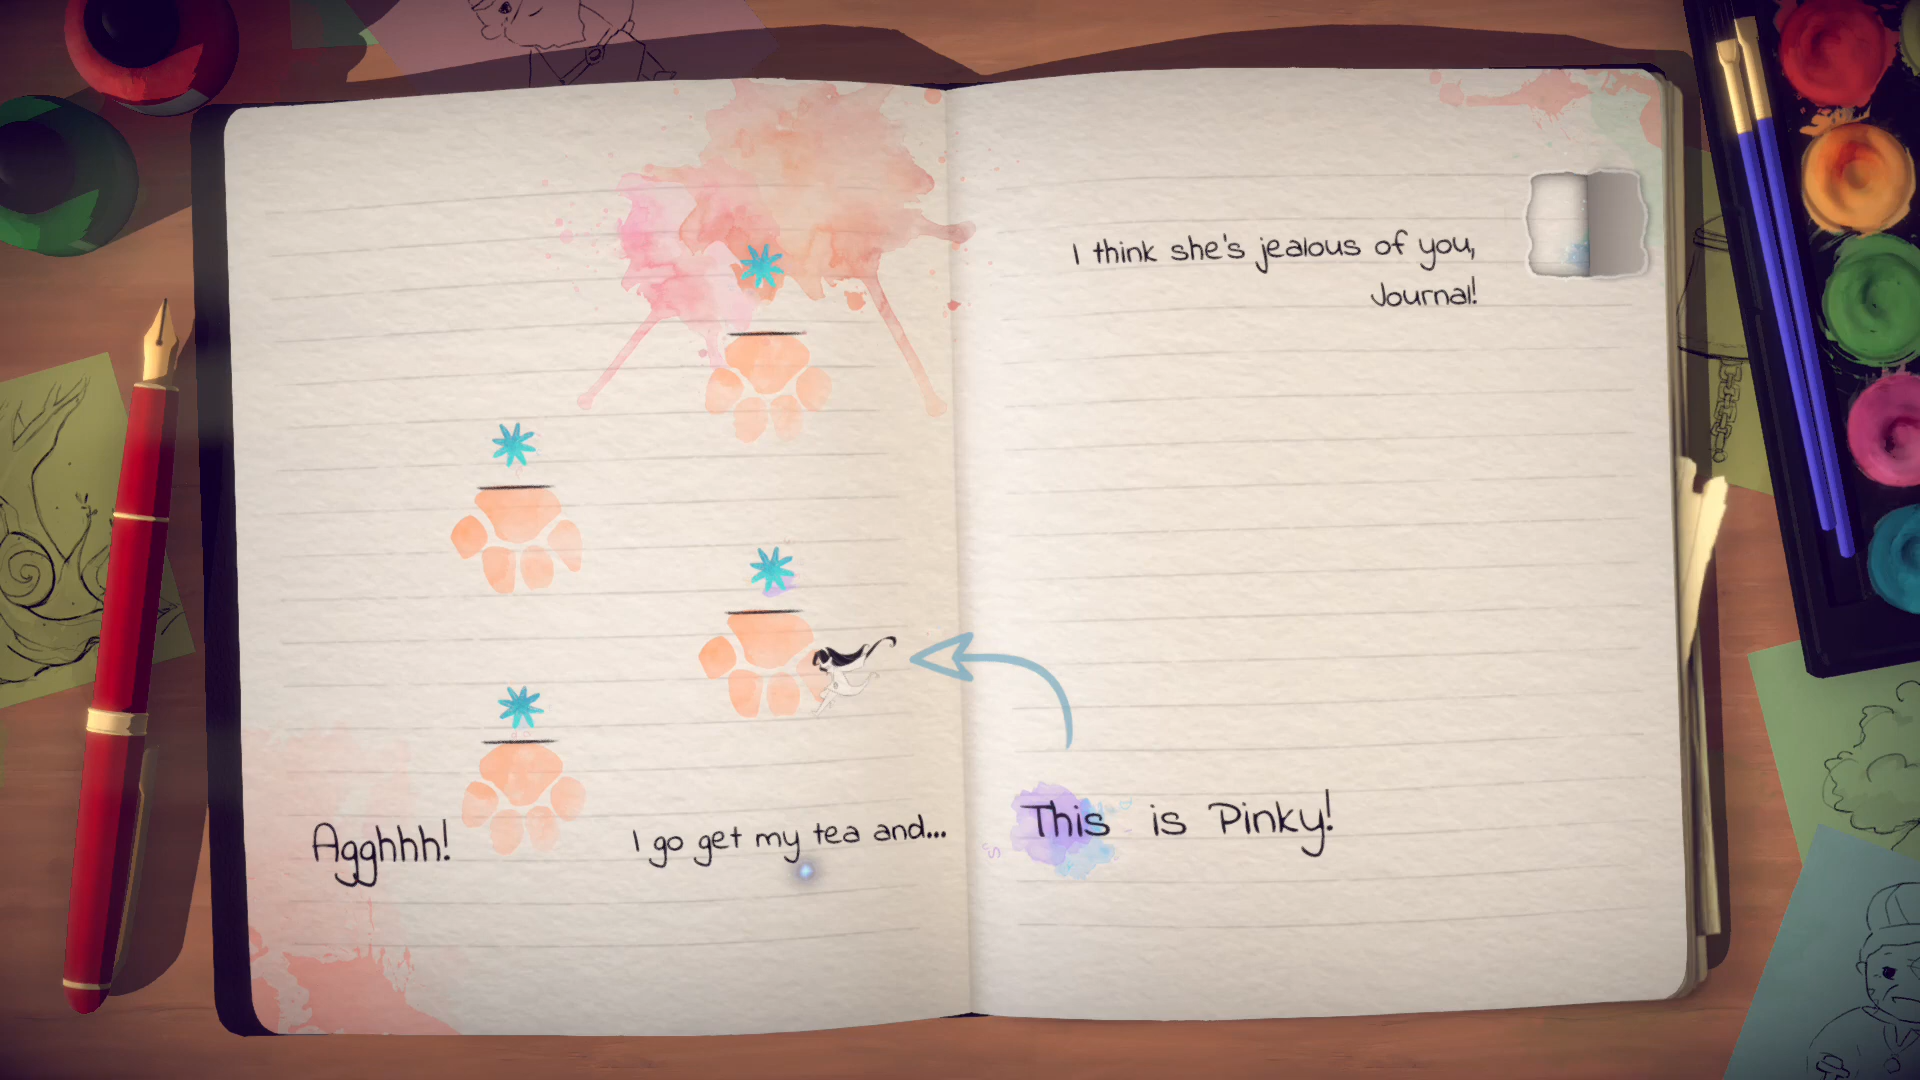 Agghhh!
I go get my tea and...
This is Pinky!
I think she's jealous of you,
Journal!